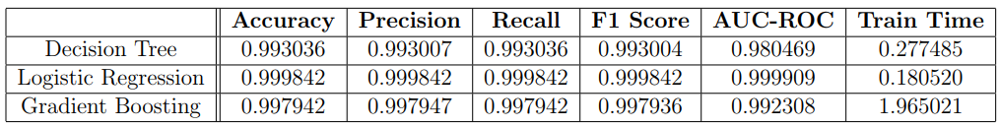 Accuracy Precision Recall F1 Score AUC-ROC Train Time
Decision Tree 0.993036 0.993007 0.993036 0.993004 0.980469 0.277485
Logistic Regression 0.999842 0.999842 0.999842 0.999842 0.999909 0.180520
Gradient Boosting 0.997942 0.997947 0.997942 0.997936 0.992308 1.965021